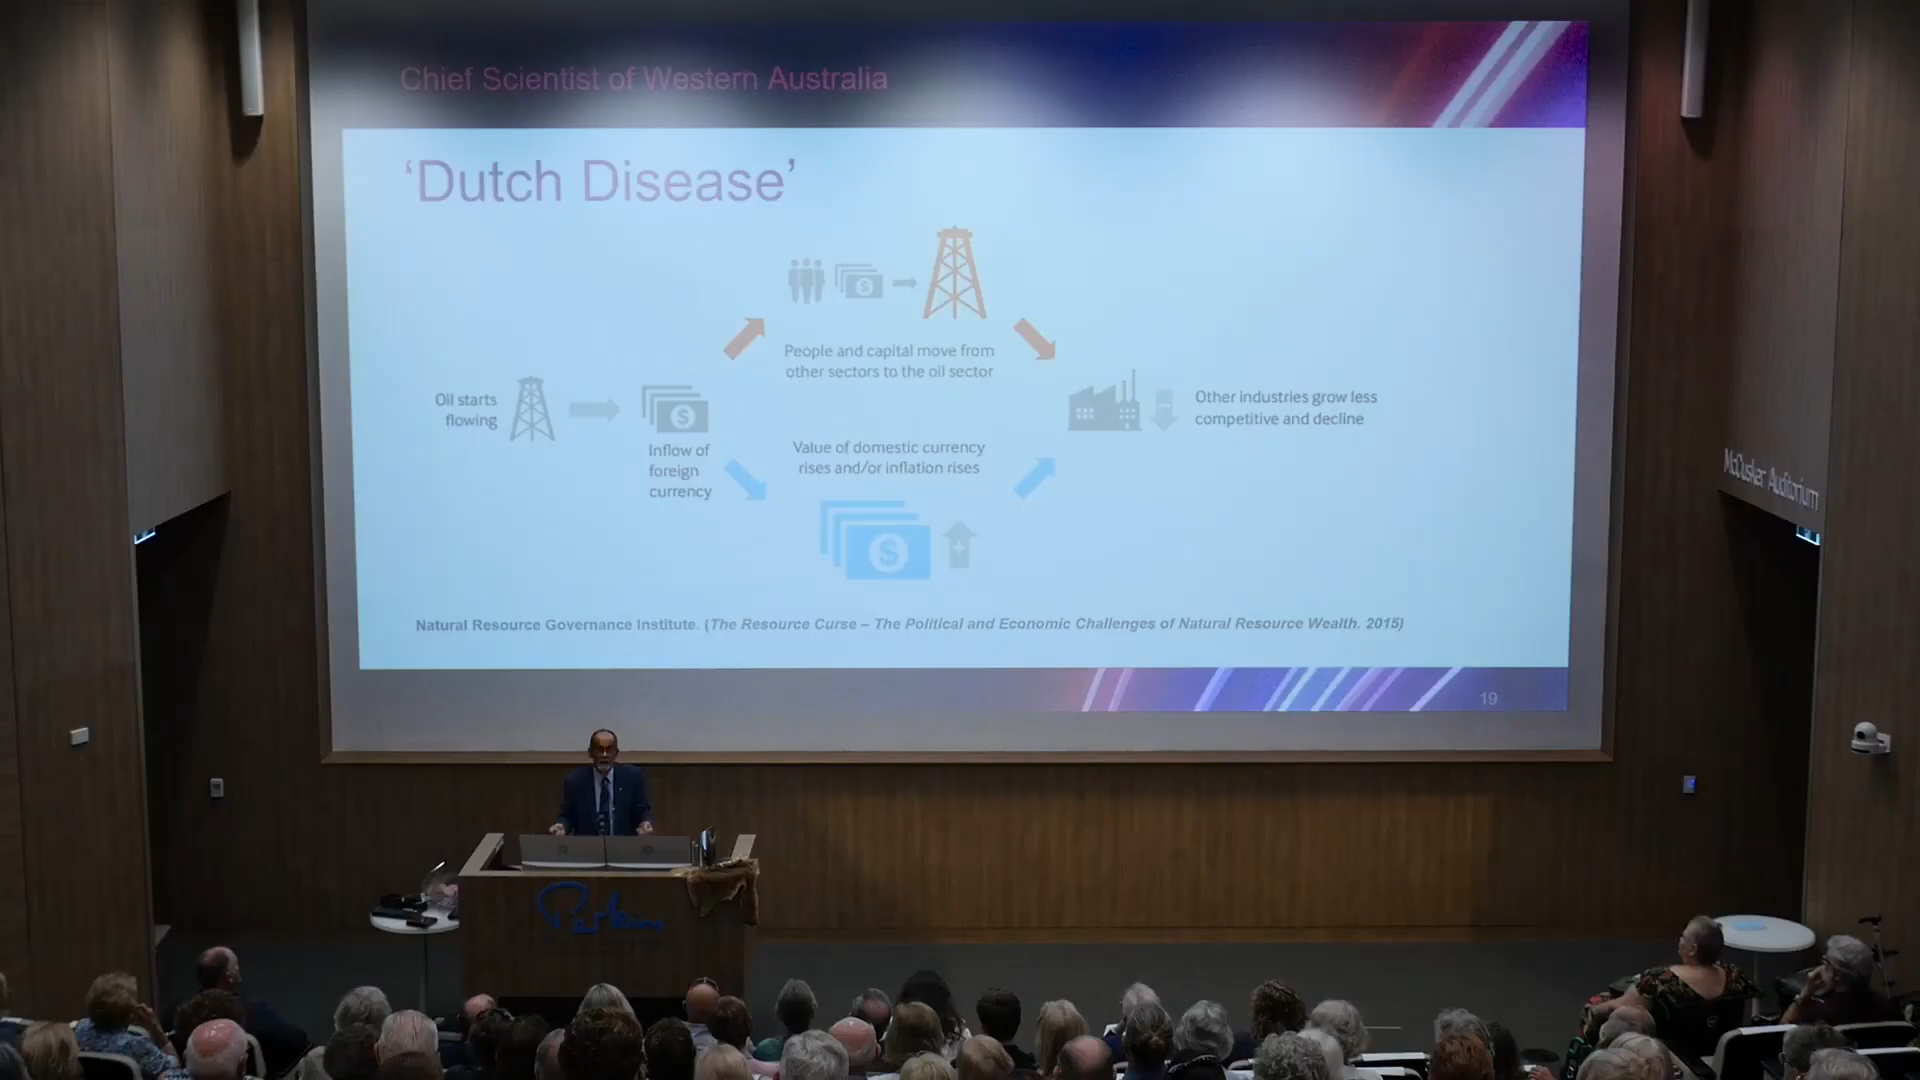 Chief Scientist of Western Australia
‘Dutch Disease’
People and capital move from
other sectors to the oil sector
Oil starts
flowing
Inflow of
foreign
currency
Value of domestic currency
rises and/or inflation rises
Other industries grow less
competitive and decline
Natural Resource Governance Institute. (The Resource Curse – The Political and Economic Challenges of Natural Resource Wealth. 2015)
19
McCusker Auditorium
Perkins